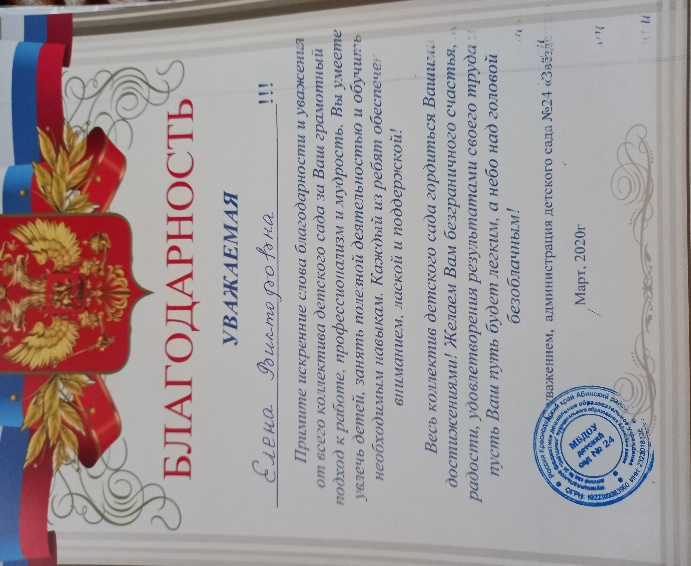 БЛАГОДАРНОСТЬ
УВАЖАЕМАЯ
Елена Викторовна!!!
Примите искренние слова благодарности и уважения
от всего коллектива детского сада за Ваш грамотный
подход к работе, профессионализм и мудрость. Вы умеете
увлечь детей, занять полезной деятельностью и обучить
необходимым навыкам. Каждый из ребят обеспечен
вниманием, лаской и поддержкой!
Весь коллектив детского сада гордиться Вашими
достижениями! Желаем Вам безграничного счастья,
радости, удовлетворения результатами своего труда и
пусть Ваш путь будет легким, а небо над головой
безоблачным!
уважением, администрация детского сада №24
Март, 2020г
МБДОУ
детский
сад № 24